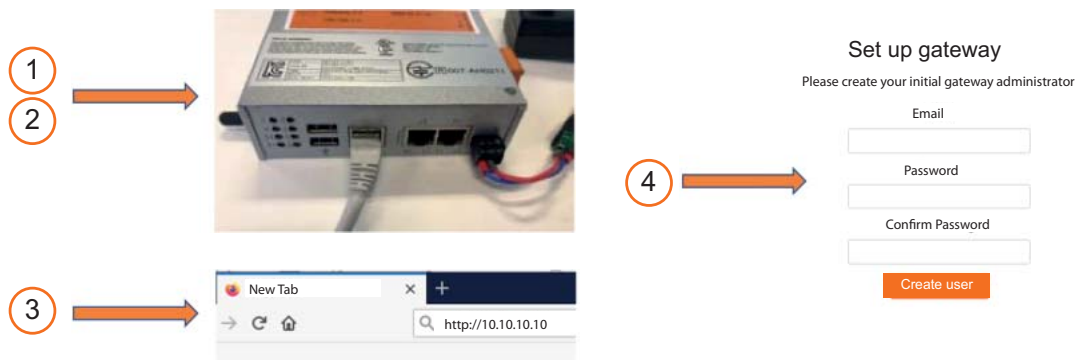 1
2
3
New Tab
http://10.10.10.10
4
Set up gateway
Please create your initial gateway administrator
Email
Password
Confirm Password
Create user